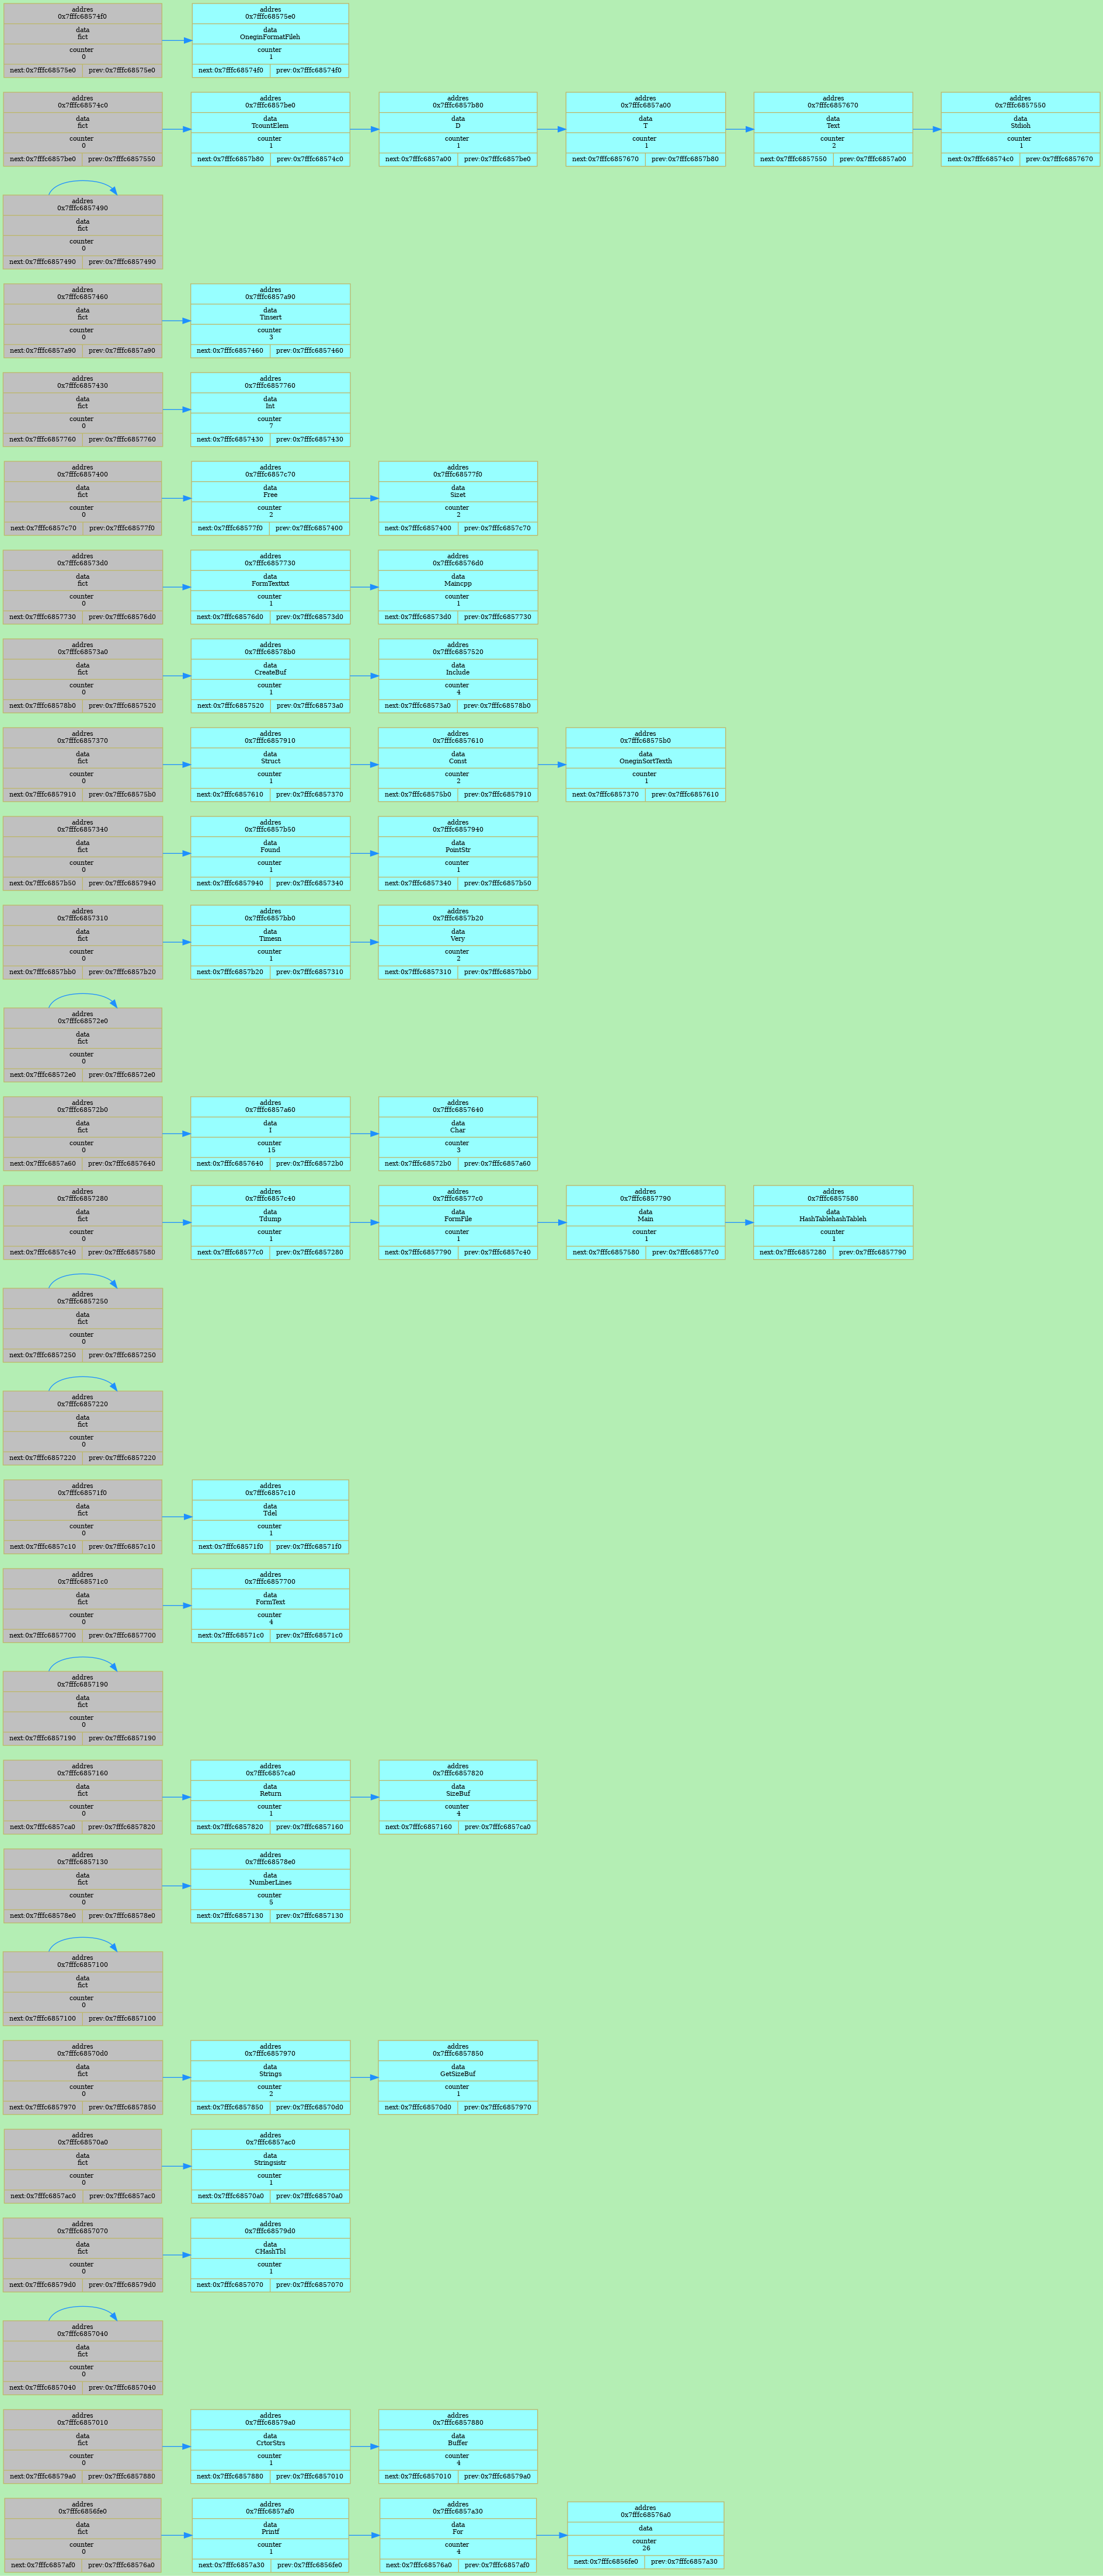 addres
0x7fffc68574f0
data
fict
counter
0
next:0x7fffc68575e0 prev:0x7fffc68575e0
addres
0x7fffc68575e0
data
OneginFormatFileh
counter
1
next:0x7fffc68574f0 prev:0x7fffc68574f0
addres
0x7fffc68574c0
data
fict
counter
0
next:0x7fffc6857be0 prev:0x7fffc6857550
addres
0x7fffc6857be0
data
TcountElem
counter
1
next:0x7fffc6857b80 prev:0x7fffc68574c0
addres
0x7fffc6857b80
data
D
counter
1
next:0x7fffc6857a00 prev:0x7fffc6857be0
addres
0x7fffc6857a00
data
T
counter
1
next:0x7fffc6857670 prev:0x7fffc6857b80
addres
0x7fffc6857670
data
Text
counter
2
next:0x7fffc6857550 prev:0x7fffc6857a00
addres
0x7fffc6857550
data
Stdioh
counter
1
next:0x7fffc68574c0 prev:0x7fffc6857670
addres
0x7fffc6857490
data
fict
counter
0
next:0x7fffc6857490 prev:0x7fffc6857490
addres
0x7fffc6857460
data
fict
counter
0
next:0x7fffc6857a90 prev:0x7fffc6857a90
addres
0x7fffc6857a90
data
Tinsert
counter
3
next:0x7fffc6857460 prev:0x7fffc6857460
addres
0x7fffc6857430
data
fict
counter
0
next:0x7fffc6857760 prev:0x7fffc6857760
addres
0x7fffc6857760
data
Int
counter
7
next:0x7fffc6857430 prev:0x7fffc6857430
addres
0x7fffc6857400
data
fict
counter
0
next:0x7fffc6857c70 prev:0x7fffc68577f0
addres
0x7fffc6857c70
data
Free
counter
2
next:0x7fffc68577f0 prev:0x7fffc6857400
addres
0x7fffc68577f0
data
Sizet
counter
2
next:0x7fffc6857400 prev:0x7fffc6857c70
addres
0x7fffc68573d0
data
fict
counter
0
next:0x7fffc6857730 prev:0x7fffc68576d0
addres
0x7fffc6857730
data
FormTexttxt
counter
1
next:0x7fffc68576d0 prev:0x7fffc68573d0
addres
0x7fffc68576d0
data
Maincpp
counter
1
next:0x7fffc68573d0 prev:0x7fffc6857730
addres
0x7fffc68573a0
data
fict
counter
0
next:0x7fffc68578b0 prev:0x7fffc6857520
addres
0x7fffc68578b0
data
CreateBuf
counter
1
next:0x7fffc6857520 prev:0x7fffc68573a0
addres
0x7fffc6857520
data
Include
counter
4
next:0x7fffc68573a0 prev:0x7fffc68578b0
addres
0x7fffc6857370
data
fict
counter
0
next:0x7fffc6857910 prev:0x7fffc68575b0
addres
0x7fffc6857910
data
Struct
counter
1
next:0x7fffc6857610 prev:0x7fffc6857370
addres
0x7fffc6857610
data
Const
counter
2
next:0x7fffc68575b0 prev:0x7fffc6857910
addres
0x7fffc68575b0
data
OneginSortTexth
counter
1
next:0x7fffc6857370 prev:0x7fffc6857610
addres
0x7fffc6857340
data
fict
counter
0
next:0x7fffc6857b50 prev:0x7fffc6857940
addres
0x7fffc6857b50
data
Found
counter
1
next:0x7fffc6857940 prev:0x7fffc6857340
addres
0x7fffc6857940
data
PointStr
counter
1
next:0x7fffc6857340 prev:0x7fffc6857b50
addres
0x7fffc6857310
data
fict
counter
0
next:0x7fffc6857bb0 prev:0x7fffc6857b20
addres
0x7fffc6857bb0
data
Timesn
counter
1
next:0x7fffc6857b20 prev:0x7fffc6857310
addres
0x7fffc6857b20
data
Very
counter
2
next:0x7fffc6857310 prev:0x7fffc6857bb0
addres
0x7fffc68572e0
data
fict
counter
0
next:0x7fffc68572e0 prev:0x7fffc68572e0
addres
0x7fffc68572b0
data
fict
counter
0
next:0x7fffc6857a60 prev:0x7fffc6857640
addres
0x7fffc6857a60
data
I
counter
15
next:0x7fffc6857640 prev:0x7fffc68572b0
addres
0x7fffc6857640
data
Char
counter
3
next:0x7fffc68572b0 prev:0x7fffc6857a60
addres
0x7fffc6857280
data
fict
counter
0
next:0x7fffc6857c40 prev:0x7fffc6857580
addres
0x7fffc6857c40
data
Tdump
counter
1
next:0x7fffc68577c0 prev:0x7fffc6857280
addres
0x7fffc68577c0
data
FormFile
counter
1
next:0x7fffc6857790 prev:0x7fffc6857c40
addres
0x7fffc6857790
data
Main
counter
1
next:0x7fffc6857580 prev:0x7fffc68577c0
addres
0x7fffc6857580
data
HashTablehashTableh
counter
1
next:0x7fffc6857280 prev:0x7fffc6857790
addres
0x7fffc6857250
data
fict
counter
0
next:0x7fffc6857250 prev:0x7fffc6857250
addres
0x7fffc6857220
data
fict
counter
0
next:0x7fffc6857220 prev:0x7fffc6857220
addres
0x7fffc68571f0
data
fict
counter
0
next:0x7fffc6857c10 prev:0x7fffc6857c10
addres
0x7fffc6857c10
data
Tdel
counter
1
next:0x7fffc68571f0 prev:0x7fffc68571f0
addres
0x7fffc68571c0
data
fict
counter
0
next:0x7fffc6857700 prev:0x7fffc6857700
addres
0x7fffc6857700
data
FormText
counter
4
next:0x7fffc68571c0 prev:0x7fffc68571c0
addres
0x7fffc6857190
data
fict
counter
0
next:0x7fffc6857190 prev:0x7fffc6857190
addres
0x7fffc6857160
data
fict
counter
0
next:0x7fffc6857ca0 prev:0x7fffc6857820
addres
0x7fffc6857ca0
data
Return
counter
1
next:0x7fffc6857820 prev:0x7fffc6857160
addres
0x7fffc6857820
data
SizeBuf
counter
4
next:0x7fffc6857160 prev:0x7fffc6857ca0
addres
0x7fffc6857130
data
fict
counter
0
next:0x7fffc68578e0 prev:0x7fffc68578e0
addres
0x7fffc68578e0
data
NumberLines
counter
5
next:0x7fffc6857130 prev:0x7fffc6857130
addres
0x7fffc6857100
data
fict
counter
0
next:0x7fffc6857100 prev:0x7fffc6857100
addres
0x7fffc68570d0
data
fict
counter
0
next:0x7fffc6857970 prev:0x7fffc6857850
addres
0x7fffc6857970
data
Strings
counter
2
next:0x7fffc6857850 prev:0x7fffc68570d0
addres
0x7fffc6857850
data
GetSizeBuf
counter
1
next:0x7fffc68570d0 prev:0x7fffc6857970
addres
0x7fffc68570a0
data
fict
counter
0
next:0x7fffc6857ac0 prev:0x7fffc6857ac0
addres
0x7fffc6857ac0
data
Stringsistr
counter
1
next:0x7fffc68570a0 prev:0x7fffc68570a0
addres
0x7fffc6857070
data
fict
counter
0
next:0x7fffc68579d0 prev:0x7fffc68579d0
addres
0x7fffc68579d0
data
CHashTbl
counter
1
next:0x7fffc6857070 prev:0x7fffc6857070
addres
0x7fffc6857040
data
fict
counter
0
next:0x7fffc6857040 prev:0x7fffc6857040
addres
0x7fffc6857010
data
fict
counter
0
next:0x7fffc68579a0 prev:0x7fffc6857880
addres
0x7fffc68579a0
data
CrtorStrs
counter
1
next:0x7fffc6857880 prev:0x7fffc6857010
addres
0x7fffc6857880
data
Buffer
counter
4
next:0x7fffc6857010 prev:0x7fffc68579a0
addres
0x7fffc6856fe0
data
fict
counter
0
next:0x7fffc6857af0 prev:0x7fffc68576a0
addres
0x7fffc6857af0
data
Printf
counter
1
next:0x7fffc6857a30 prev:0x7fffc6856fe0
addres
0x7fffc6857a30
data
For
counter
4
next:0x7fffc68576a0 prev:0x7fffc6857af0
addres
0x7fffc68576a0
data
counter
26
next:0x7fffc6856fe0 prev:0x7fffc6857a30